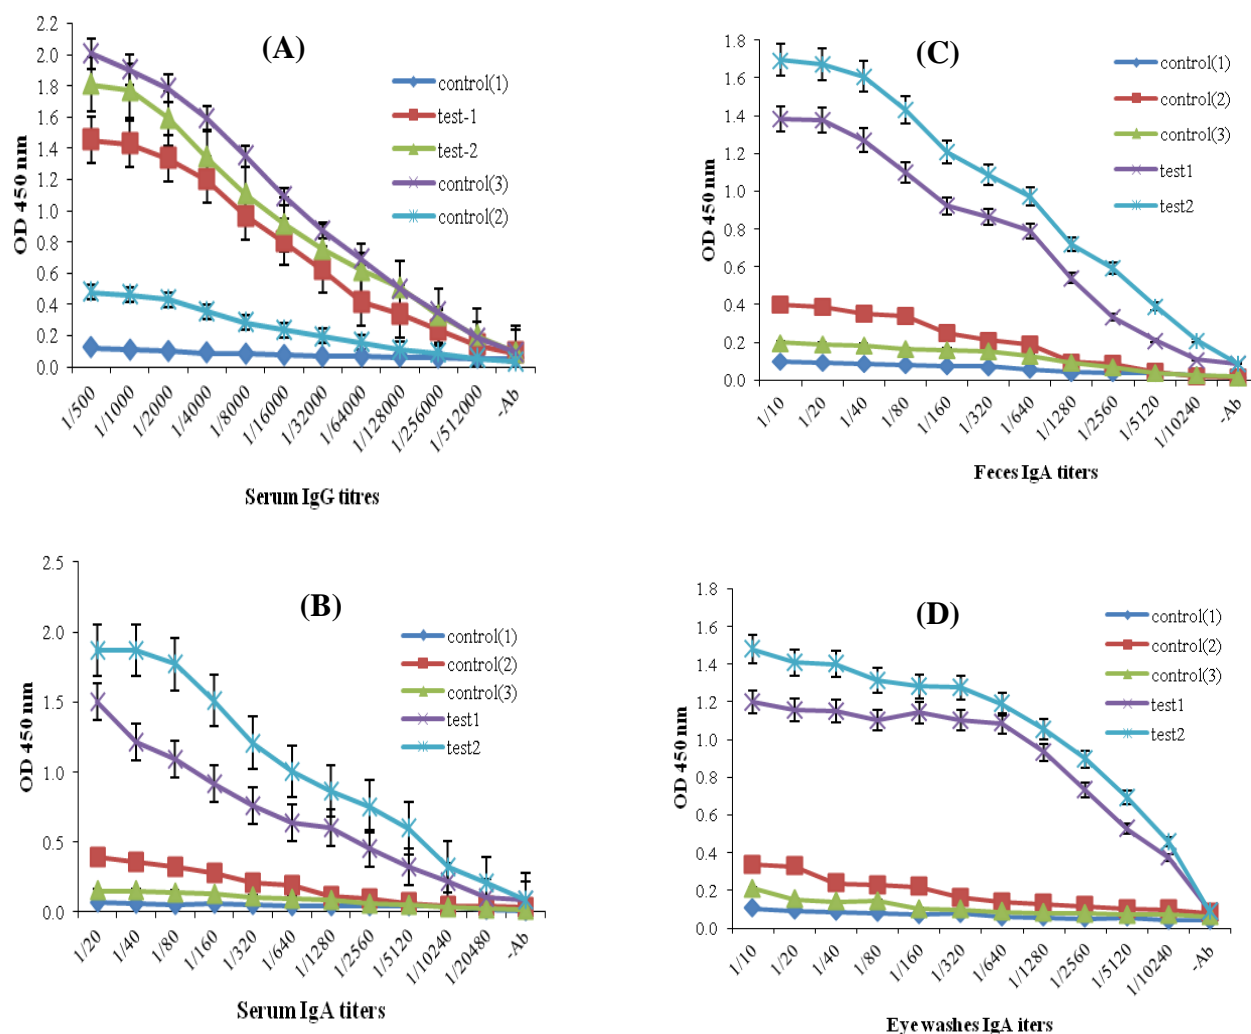 (A)
OD 450 nm
2.2
2.0
1.8
1.6
1.4
1.2
1.0
0.8
0.6
0.4
0.2
0.0
control(1)
test-1
test-2
control(3)
control(2)
1/500
1/1000
1/2000
1/4000
1/8000
1/16000
1/32000
1/64000
1/128000
1/256000
1/512000
-Ab
Serum IgG titres
(C)
OD 450 nm
1.8
1.6
1.4
1.2
1.0
0.8
0.6
0.4
0.2
0.0
control(1)
control(2)
control(3)
test1
test2
1/10
1/20
1/40
1/80
1/160
1/320
1/640
1/1280
1/2560
1/5120
1/10240
-Ab
Feces IgA titers
(B)
OD 450 nm
2.5
2.0
1.5
1.0
0.5
0.0
control(1)
control(2)
control(3)
test1
test2
1/20
1/40
1/80
1/160
1/320
1/640
1/1280
1/2560
1/5120
1/10240
1/20480
-Ab
Serum IgA titers
(D)
OD 450 nm
1.8
1.6
1.4
1.2
1.0
0.8
0.6
0.4
0.2
0.0
control(1)
control(2)
control(3)
test1
test2
1/10
1/20
1/40
1/80
1/160
1/320
1/640
1/1280
1/2560
1/5120
1/10240
-Ab
Eye washes IgA iters